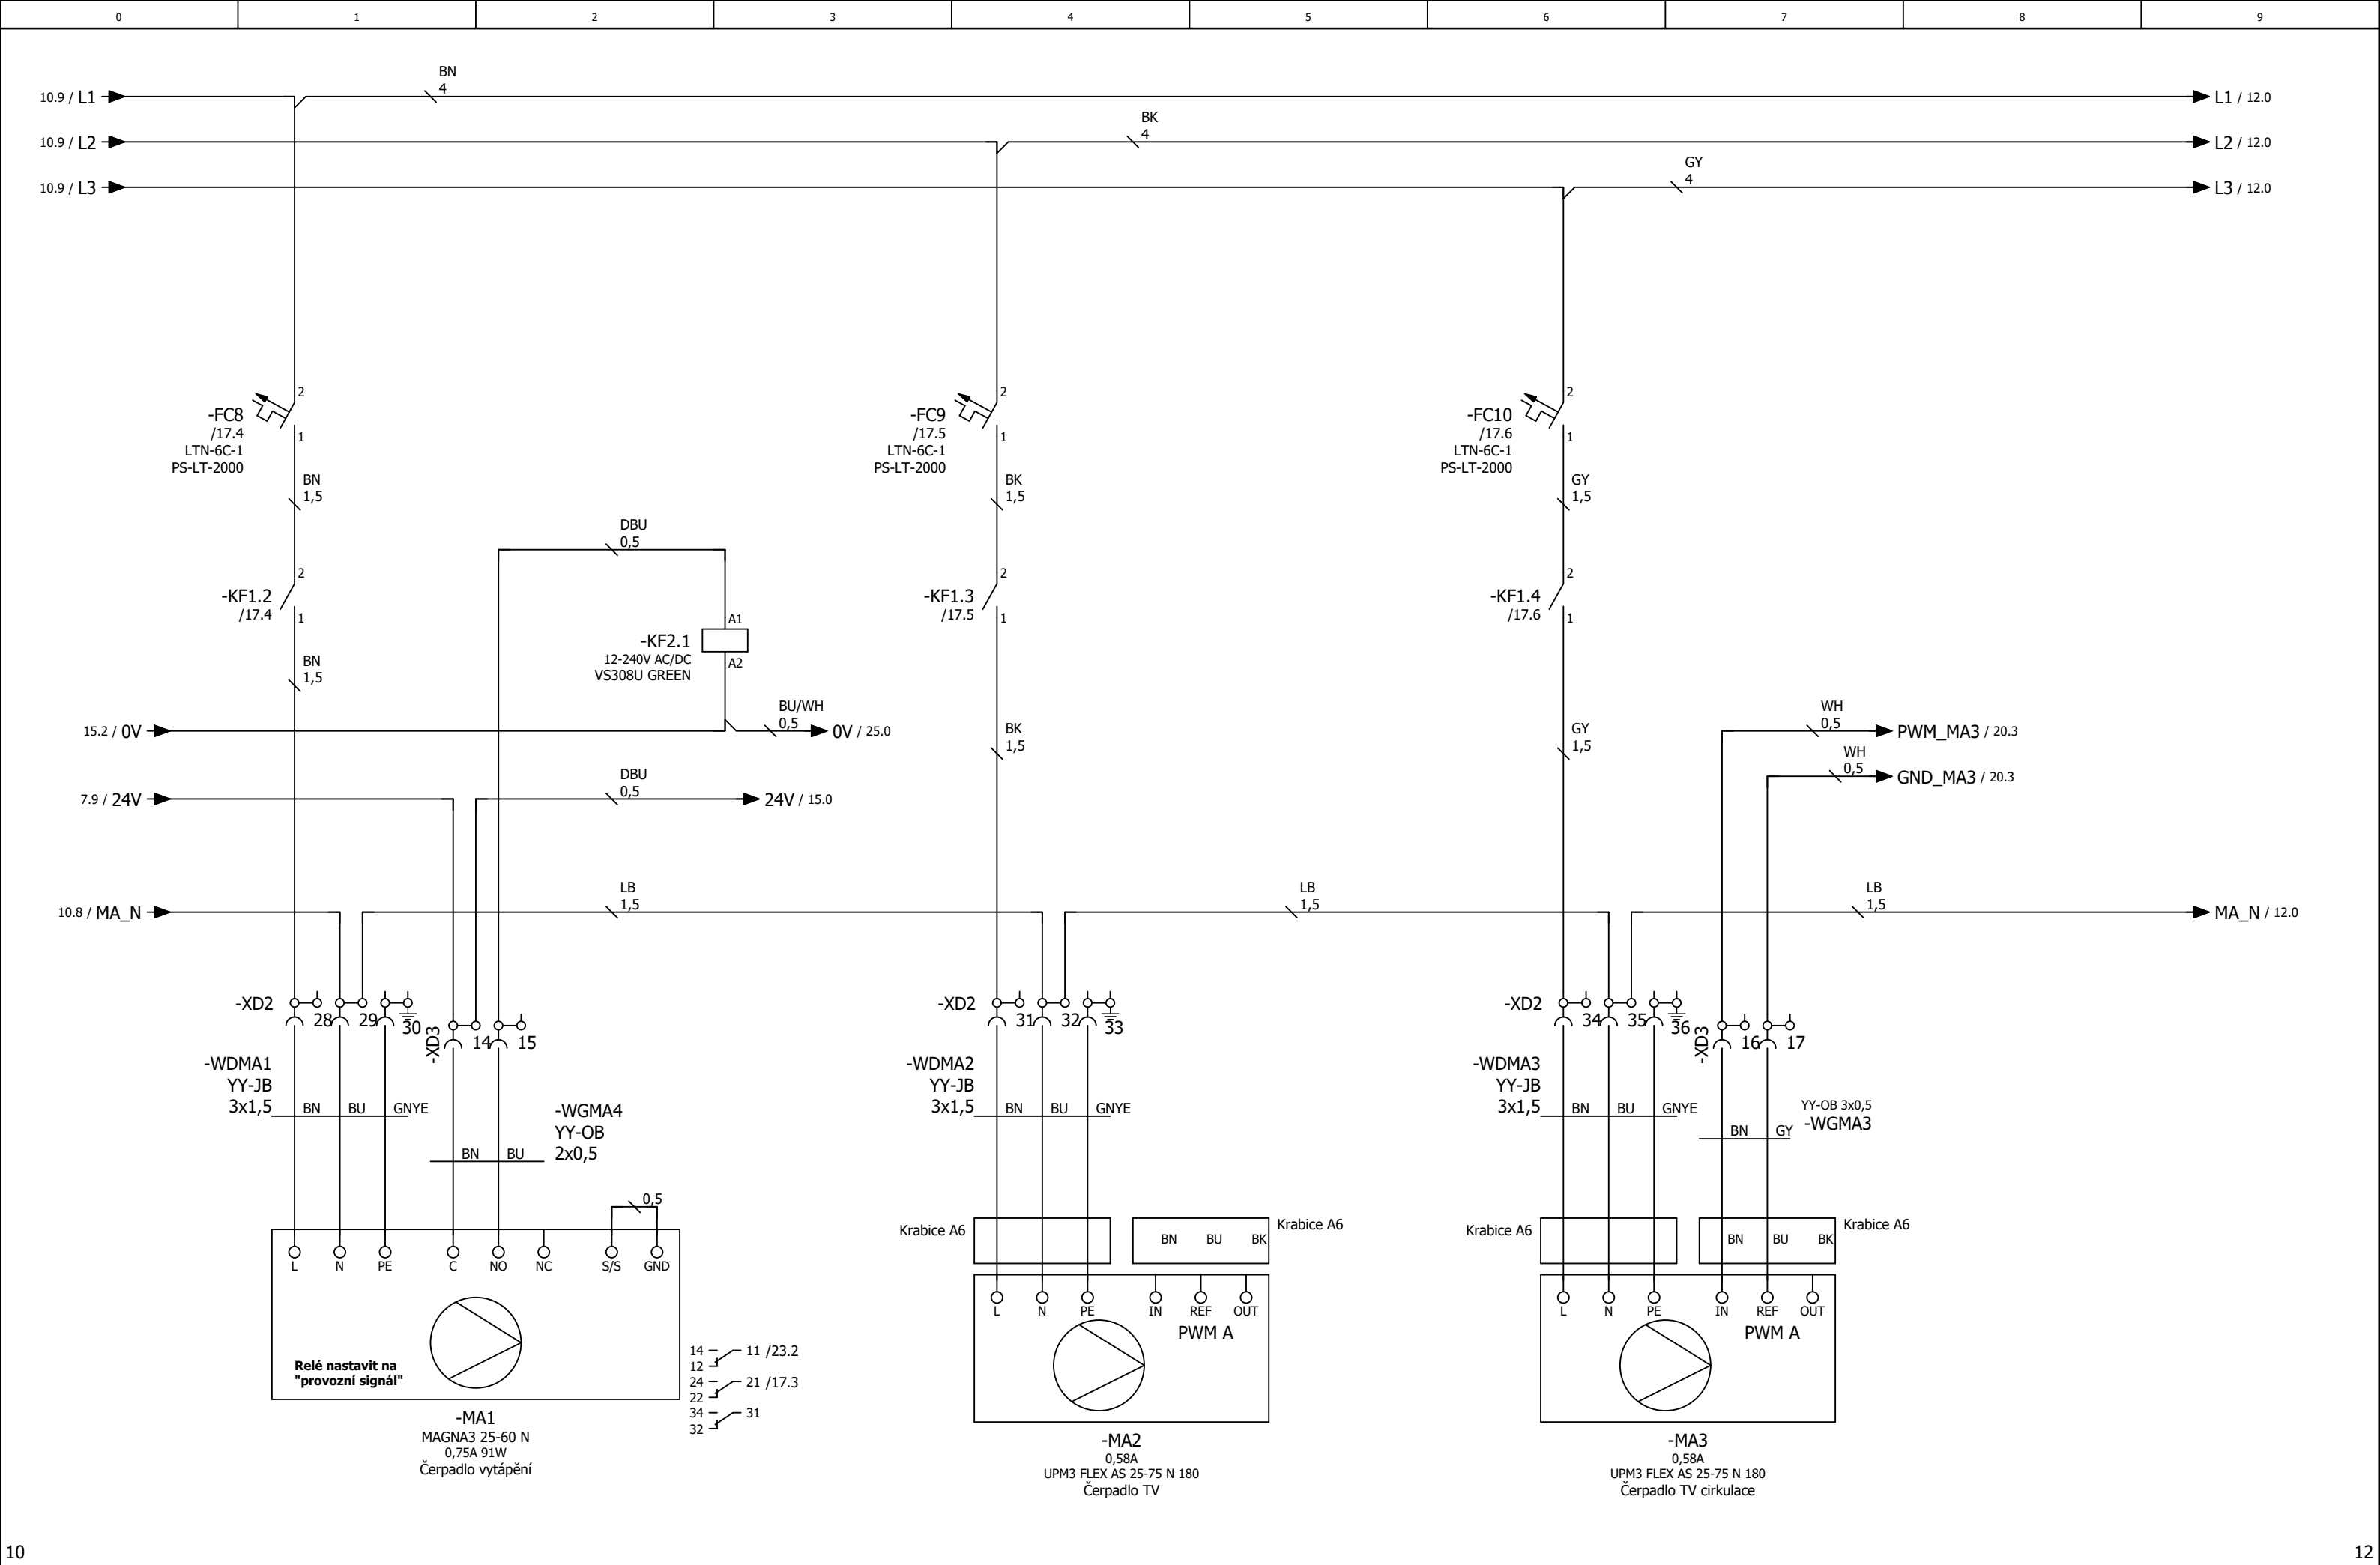 0 1 2 3 4 5 6 7 8 9
BN
4
10.9 / L1
L1 / 12.0
BK
4
10.9 / L2
L2 / 12.0
GY
4
10.9 / L3
L3 / 12.0
2
-FC8
/17.4
LTN-6C-1
PS-LT-2000
1
BN
1,5
2
-KF1.2
/17.4
1
BN
1,5
DBU
0,5
A1
-KF2.1
12-240V AC/DC
VS308U GREEN
A2
2
-FC9
/17.5
LTN-6C-1
PS-LT-2000
1
BK
1,5
2
-KF1.3
/17.5
1
BK
1,5
2
-FC10
/17.6
LTN-6C-1
PS-LT-2000
1
GY
1,5
2
-KF1.4
/17.6
1
GY
1,5
15.2 / 0V
BU/WH
0,5
0V / 25.0
WH
0,5
PWM_MA3 / 20.3
WH
0,5
GND_MA3 / 20.3
7.9 / 24V
DBU
0,5
24V / 15.0
10.8 / MA_N
LB
1,5
LB
1,5
LB
1,5
MA_N / 12.0
-XD2
28 29 30
-XD3
14 15
-WDMA1
YY-JB
3x1,5
BN BU GNYE
-WGMA4
YY-OB
2x0,5
BN BU
0,5
L N PE C NO NC S/S GND
Relé nastavit na
"provozní signál"
-MA1
MAGNA3 25-60 N
0,75A 91W
Čerpadlo vytápění
14 11 /23.2
12
24 21 /17.3
22
34 31
32
-XD2
31 32 33
-WDMA2
YY-JB
3x1,5
BN BU GNYE
Krabice A6
BN BU BK
Krabice A6
L N PE IN REF OUT
PWM A
-MA2
0,58A
UPM3 FLEX AS 25-75 N 180
Čerpadlo TV
-XD2
34 35 36
-XD3
16 17
-WDMA3
YY-JB
3x1,5
BN BU GNYE
YY-OB 3x0,5
-WGMA3
BN GY
Krabice A6
BN BU BK
Krabice A6
L N PE IN REF OUT
PWM A
-MA3
0,58A
UPM3 FLEX AS 25-75 N 180
Čerpadlo TV cirkulace
10
12